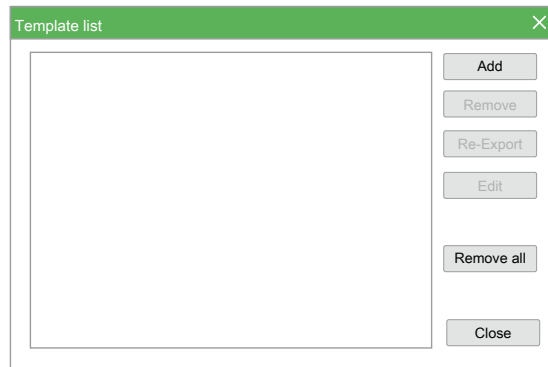 Template list
Add
Remove
Re-Export
Edit
Remove all
Close